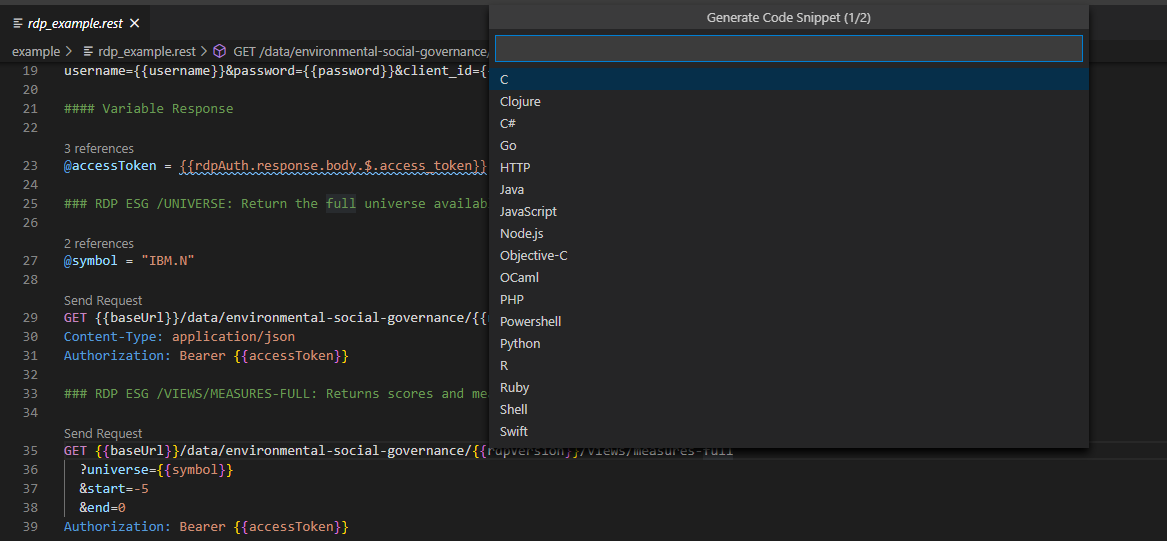 rdp_example.rest
Generate Code Snippet (1/2)
example > rdp_example.rest > GET /data/environmental-social-governance/
19 username={{username}}&password={{password}}&client_id={
20
21 #### Variable Response
22
3 references
23 @accessToken = {{rdpAuth.response.body.$.access_token}}
24
25 ### RDP ESG /UNIVERSE: Return the full universe availab
26
2 references
27 @symbol = "IBM.N"
28
Send Request
29 GET {{baseUrl}}/data/environmental-social-governance/{{
30 Content-Type: application/json
31 Authorization: Bearer {{accessToken}}
32
33 ### RDP ESG /VIEWS/MEASURES-FULL: Returns scores and me
34
Send Request
35 GET {{baseUrl}}/data/environmental-social-governance/{{rdpVersion}}/views/measures-full
36 ?universe={{symbol}}
37 &start=-5
38 &end=0
39 Authorization: Bearer {{accessToken}}
C
Clojure
C#
Go
HTTP
Java
JavaScript
Node.js
Objective-C
OCaml
PHP
Powershell
Python
R
Ruby
Shell
Swift